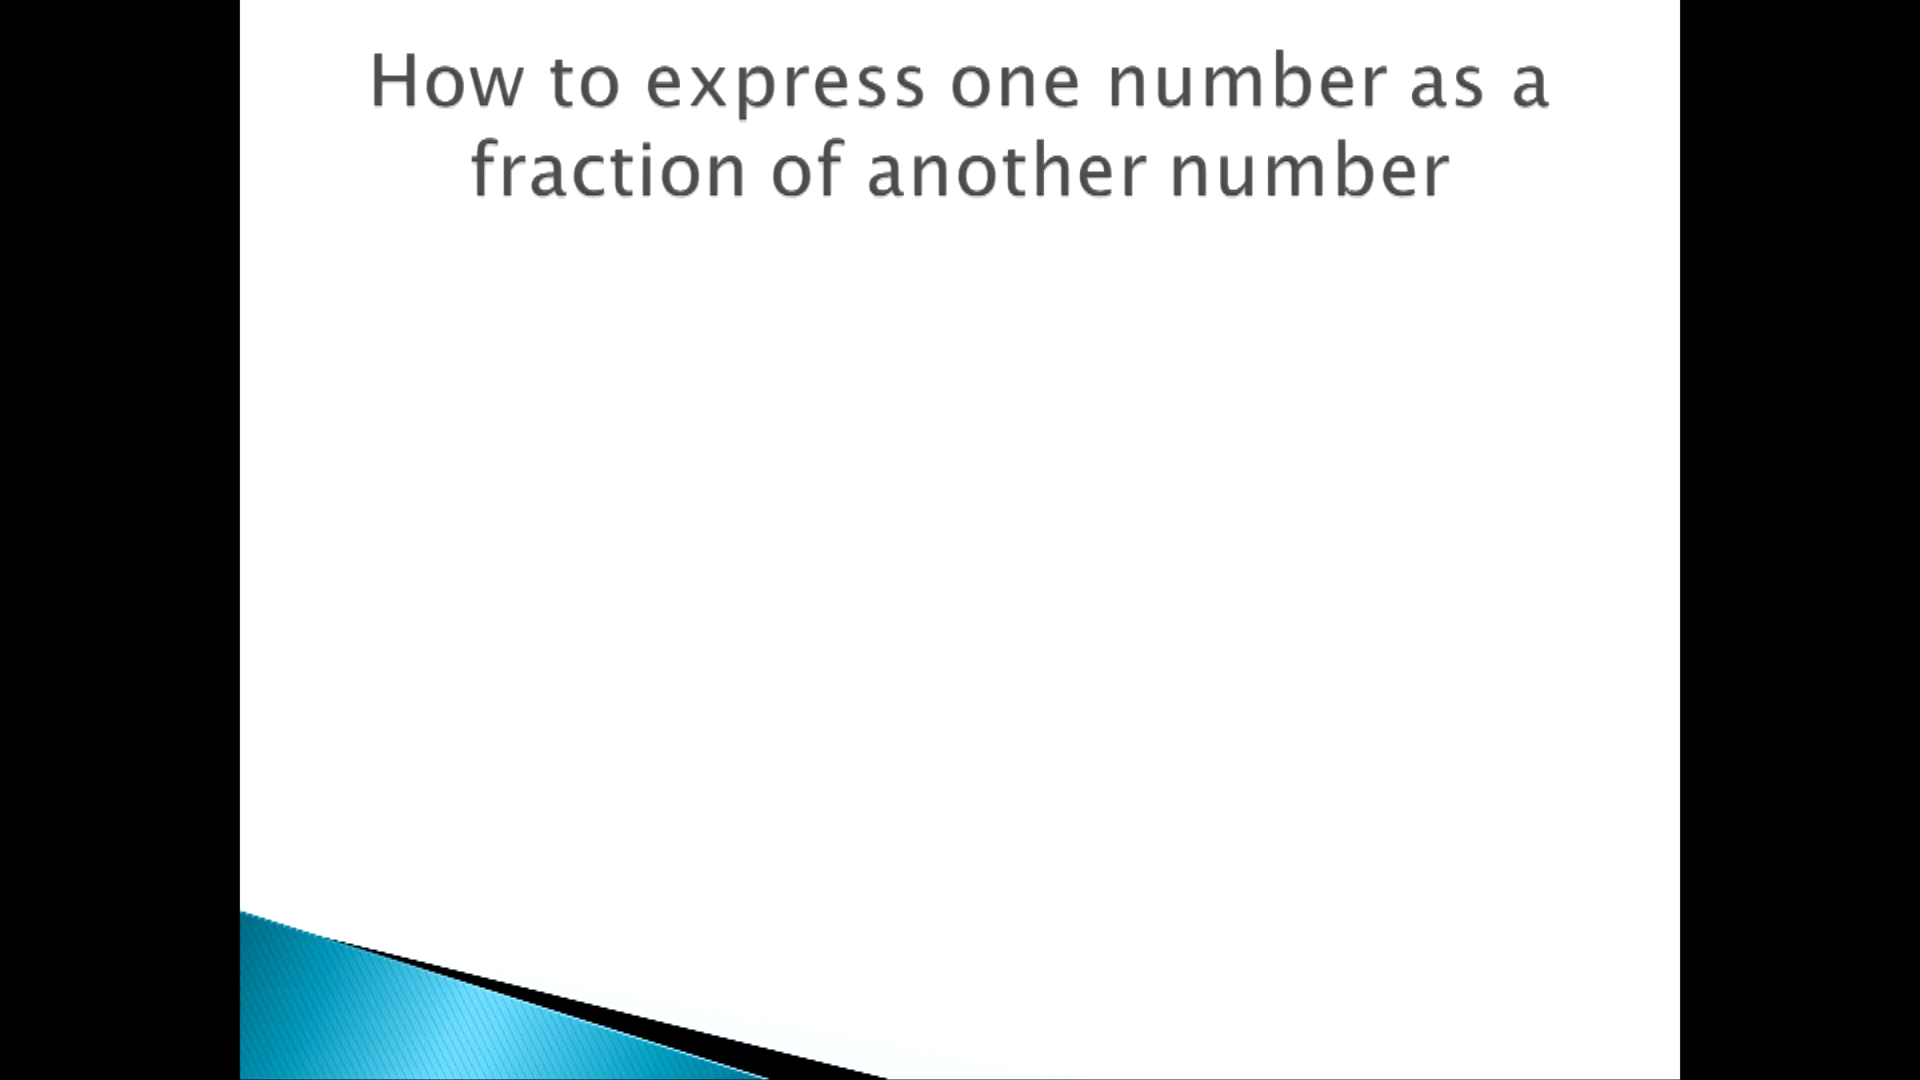 How to express one number as a
fraction of another number